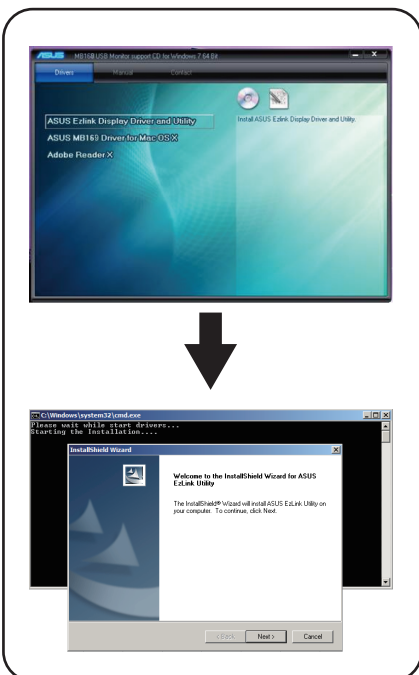 ASUS MB168 USB Monitor support CD for Windows 7 64 Bit
Drivers Manual Contact
ASUS Ezlink Display Driver and Utility
Install ASUS Ezlink Display Driver and Utility.
ASUS MB169 Driver for Mac OS X
Adobe Reader X
C:\Windows\system32\cmd.exe
Please wait while start drivers...
Starting the Installation....
InstallShield Wizard
Welcome to the InstallShield Wizard for ASUS
EzLink Utility
The InstallShield® Wizard will install ASUS EzLink Utility on
your computer. To continue, click Next.
< Back Next > Cancel